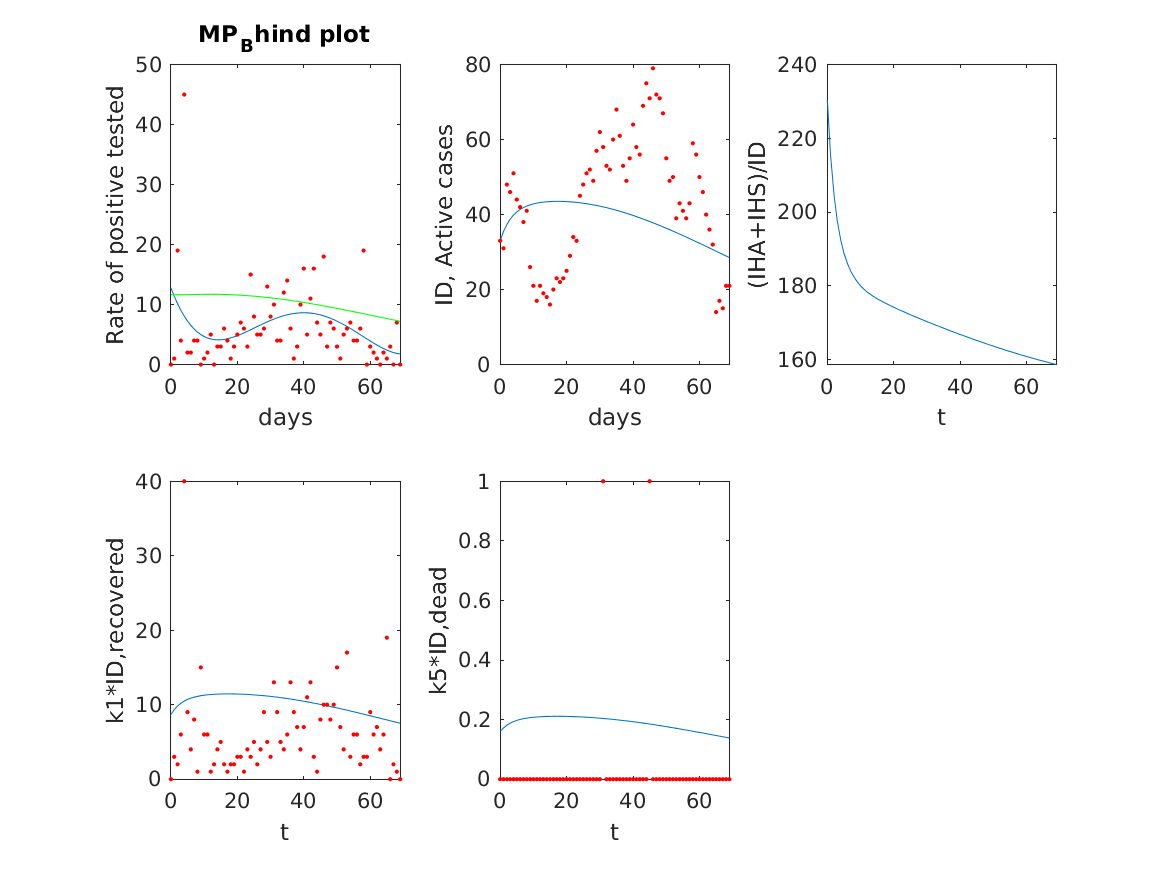 MP_Bhind plot
50
40
30
20
10
0
Rate of positive tested
0 20 40 60
days
80
60
40
20
0
ID, Active cases
0 20 40 60
days
240
220
200
180
160
(IHA+IHS)/ID
0 20 40 60
t
40
30
20
10
0
k1*ID,recovered
0 20 40 60
t
1
0.8
0.6
0.4
0.2
0
k5*ID,dead
0 20 40 60
t